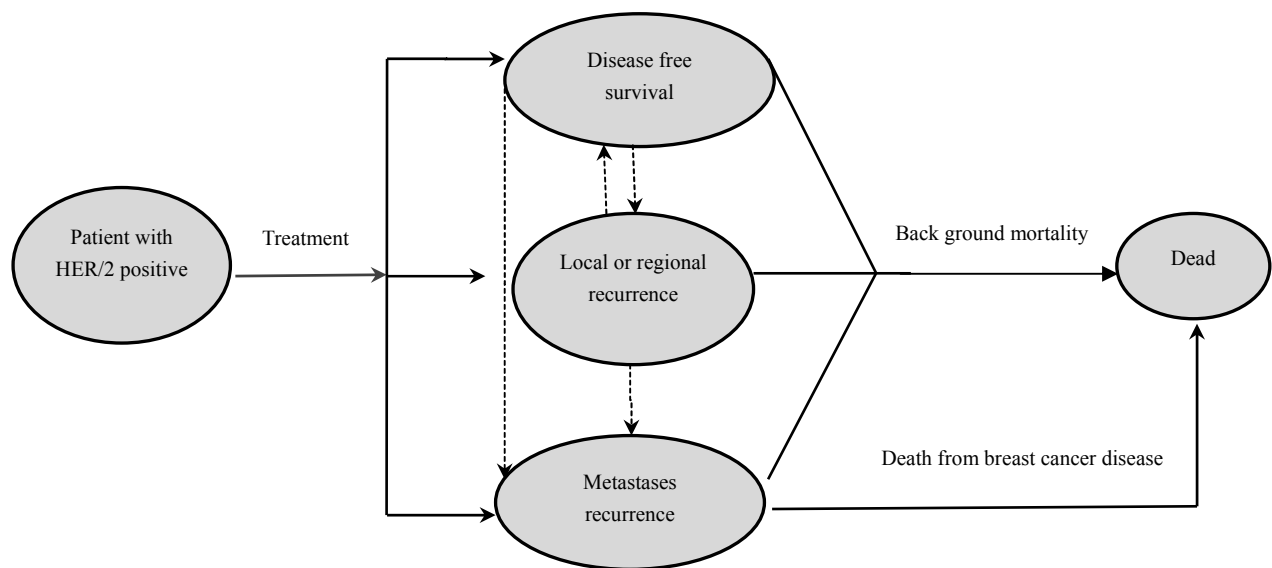 Disease free
survival
Patient with
HER/2 positive
Treatment
Local or regional
recurrence
Back ground mortality
Dead
Metastases
recurrence
Death from breast cancer disease